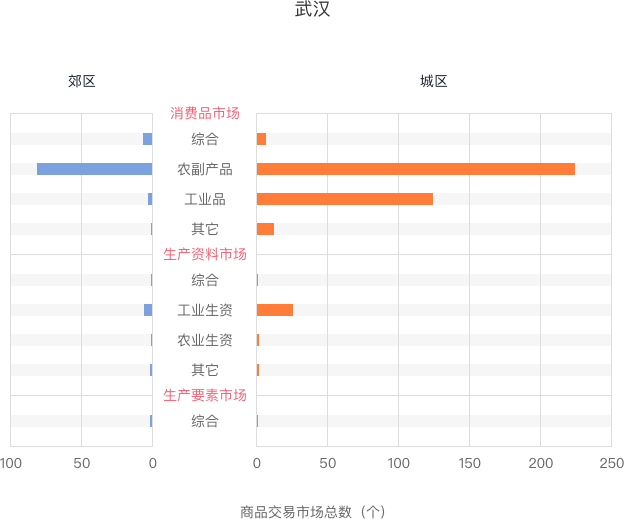 武汉
郊区 城区
消费品市场
综合
农副产品
工业品
其它
生产资料市场
综合
工业生资
农业生资
其它
生产要素市场
综合
100 50 0 0 50 100 150 200 250
商品交易市场总数（个）